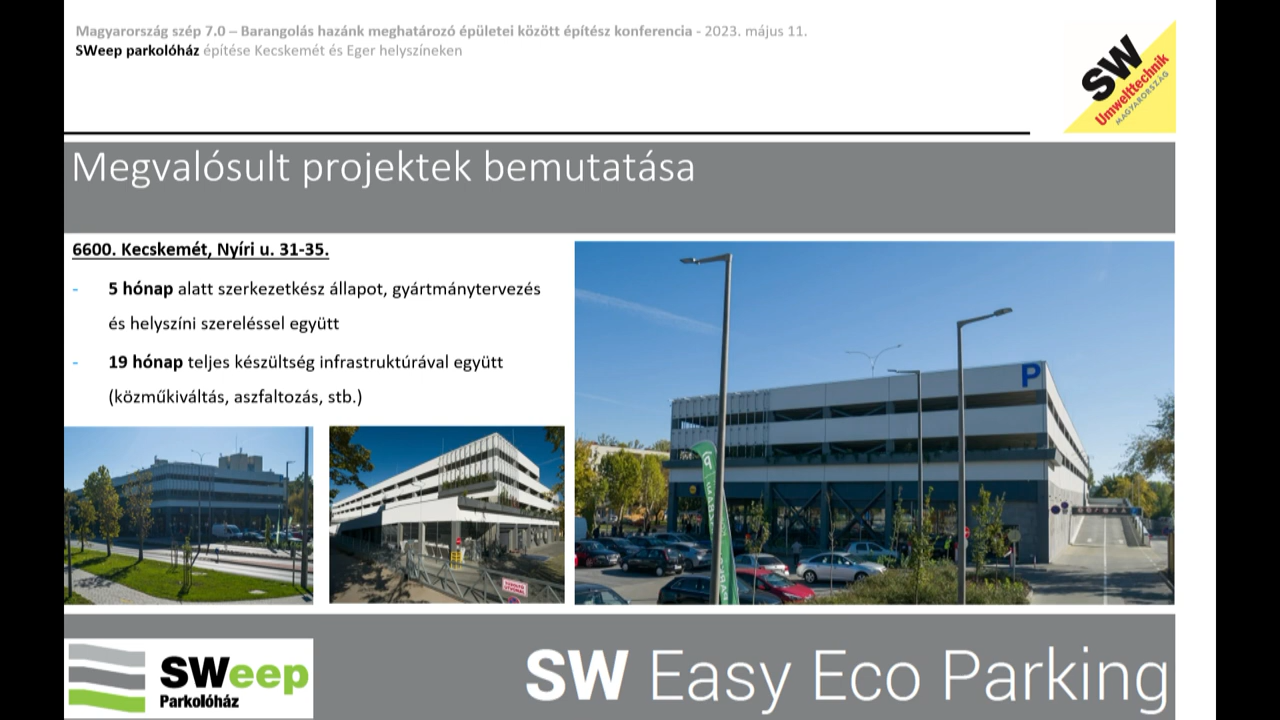 Magyarország szép 7.0 – Barangolás hazánk meghatározó épületei között építész konferencia - 2023. május 11.
SWeep parkolóház építése Kecskemét és Eger helyszíneken
SW
Umwelttechnik
MAGYARORSZÁG
Megvalósult projektek bemutatása
6600. Kecskemét, Nyíri u. 31-35.
- 5 hónap alatt szerkezetkész állapot, gyártmánytervezés
és helyszíni szereléssel együtt
- 19 hónap teljes készültség infrastruktúrával együtt
(közműkiváltás, aszfaltozás, stb.)
P
SWeep
Parkolóház
SW Easy Eco Parking